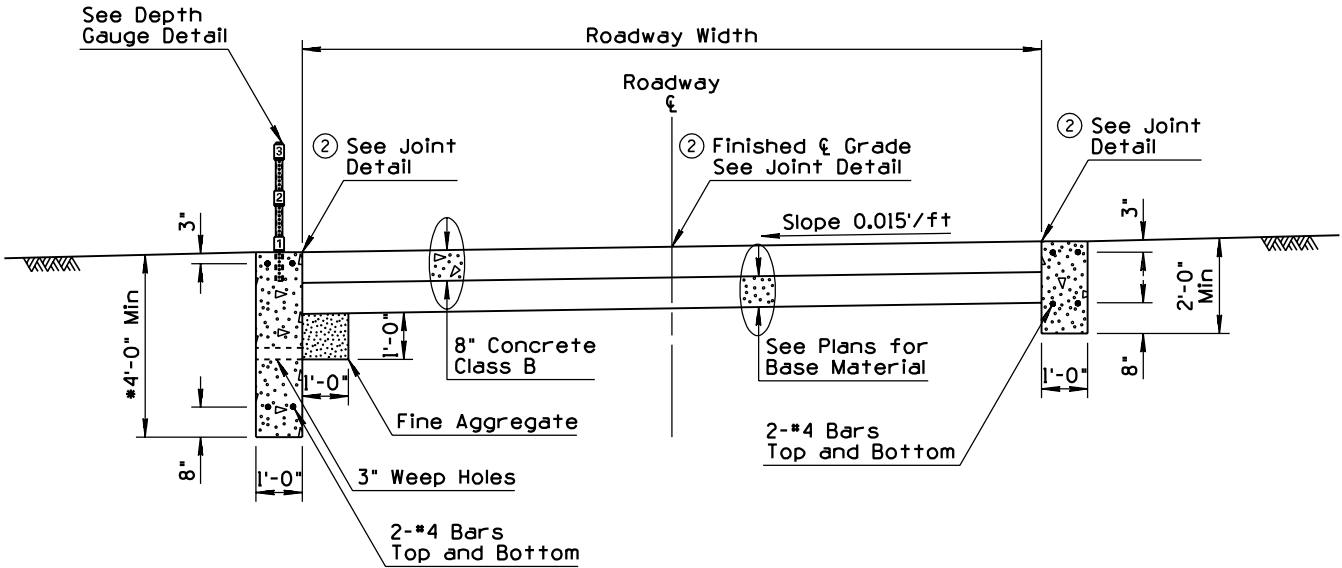 See Depth
Gauge Detail
Roadway Width
Roadway
℄
② See Joint
Detail
② Finished ℄ Grade
See Joint Detail
② See Joint
Detail
3
2
1
3"
Slope 0.015'/ft
3"
*4'-0" Min
1'-0"
1'-0"
8" Concrete
Class B
See Plans for
Base Material
2'-0"
Min
8"
1'-0"
Fine Aggregate
2-#4 Bars
Top and Bottom
8"
1'-0"
3" Weep Holes
2-#4 Bars
Top and Bottom